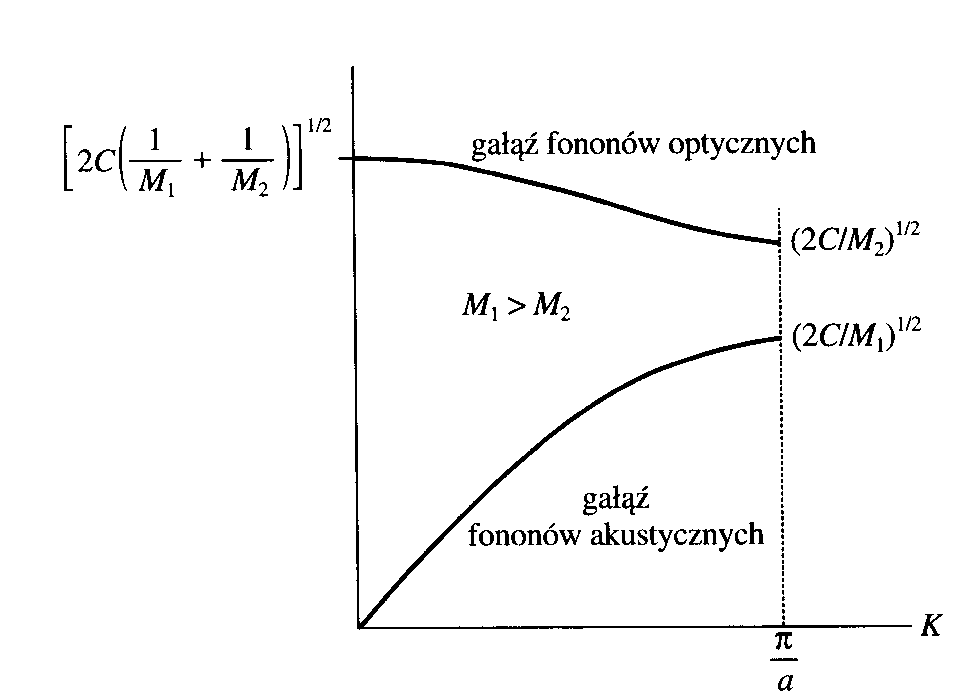 [2C(1/M₁ + 1/M₂)]^1/2
gałąź fononów optycznych
(2C/M₂)^1/2
M₁ > M₂
(2C/M₁)^1/2
gałąź
fononów akustycznych
K
π/a